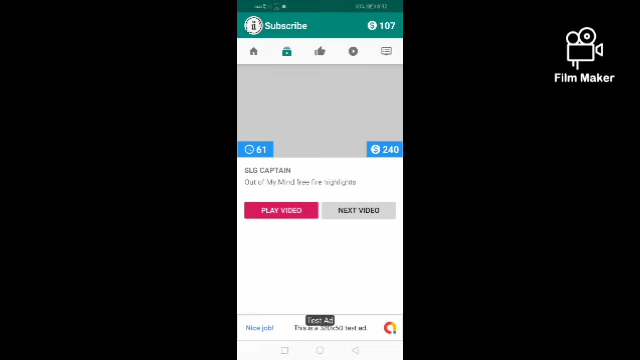 Subscribe
107
61
240
SLG CAPTAIN
Out of My Mind free fire highlights
PLAY VIDEO
NEXT VIDEO
Test Ad
Nice job!
This is a 320x50 test ad.
Film Maker